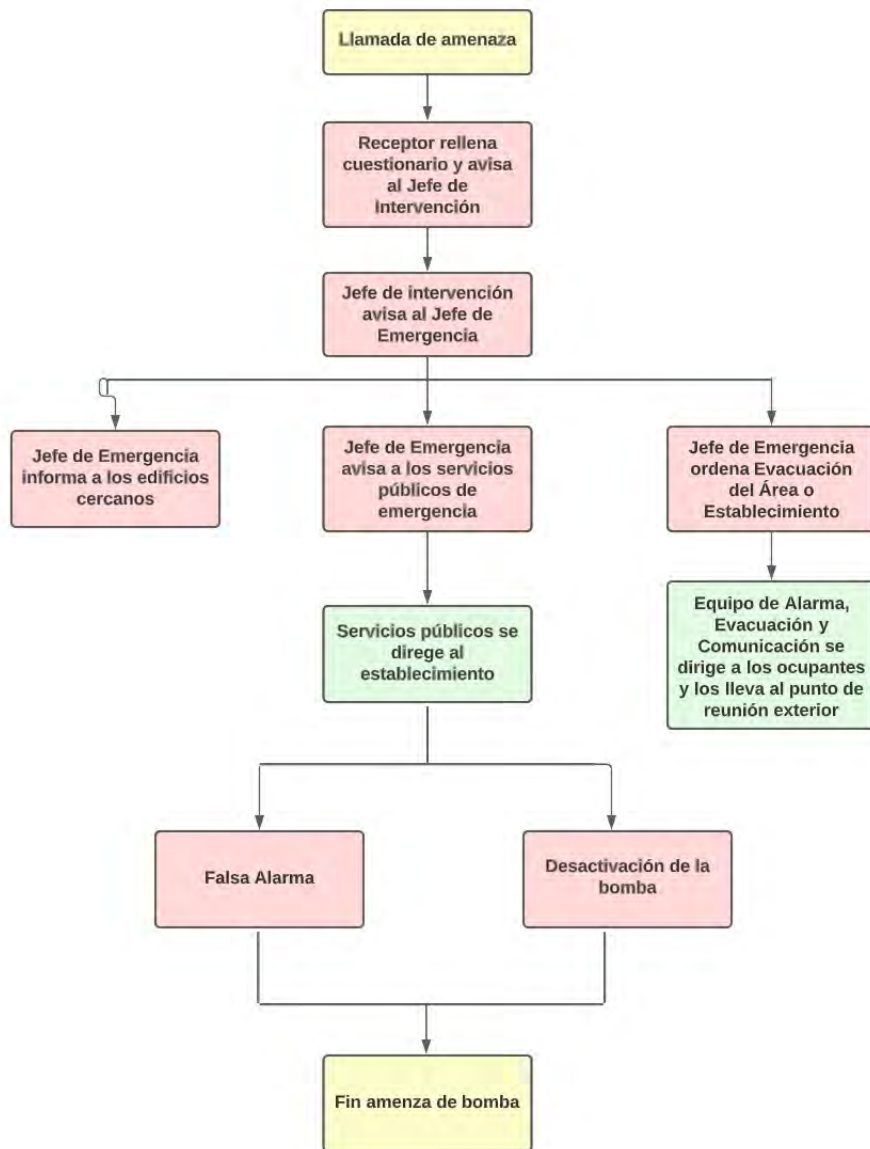 Llamada de amenaza
Receptor rellena
cuestionario y avisa
al Jefe de
Intervención
Jefe de intervención
avisa al Jefe de
Emergencia
Jefe de Emergencia
informa a los edificios
cercanos
Jefe de Emergencia
avisa a los servicios
públicos de
emergencia
Jefe de Emergencia
ordena Evacuación
del Área o
Establecimiento
Servicios públicos se
direge al
establecimiento
Equipo de Alarma,
Evacuación y
Comunicación se
dirige a los ocupantes
y los lleva al punto de
reunión exterior
Falsa Alarma
Desactivación de la
bomba
Fin amenza de bomba